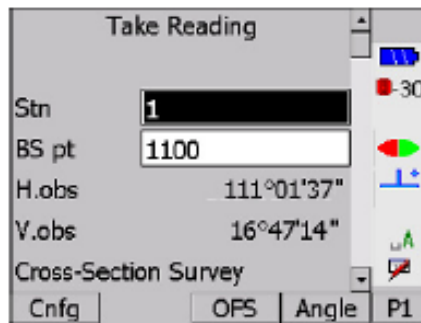 Take Reading
-30
Stn 1
BS pt 1100
H.obs 111°01'37"
V.obs 16°47'14"
A
Cross-Section Survey
Cnfg OFS Angle P1